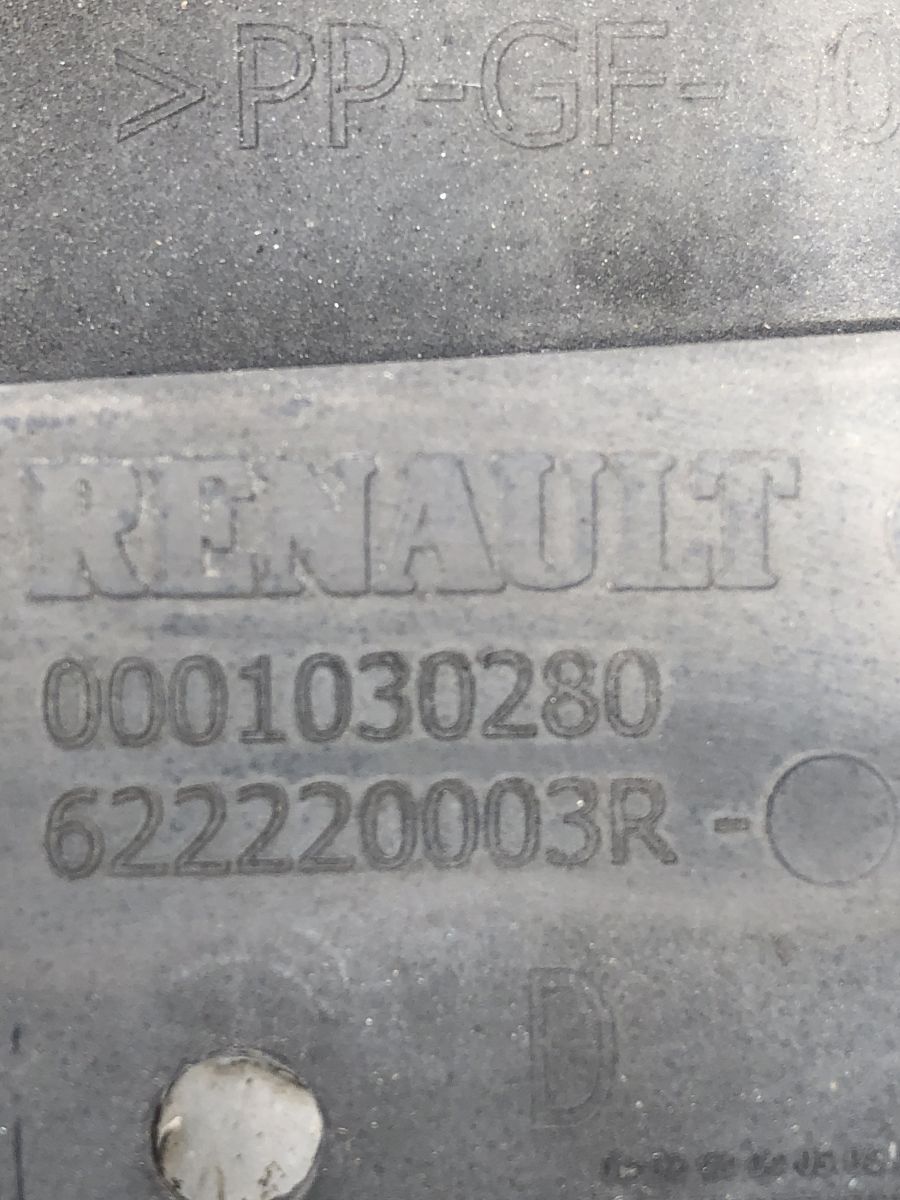 >PP-GF-
RENAULT
0001030280
622220003R -
D